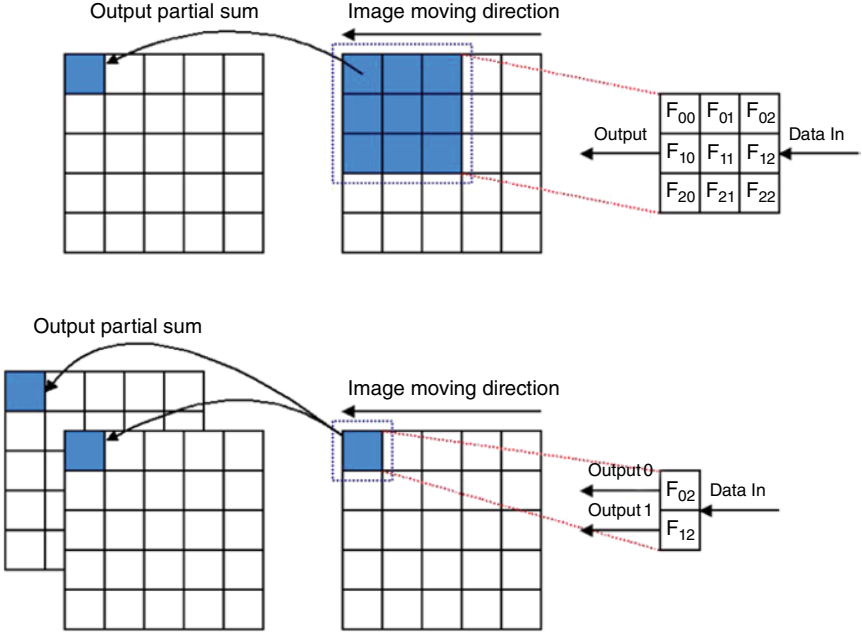 Output partial sum
Image moving direction
F00 F01 F02
Output
F10 F11 F12
Data In
F20 F21 F22
Output partial sum
Image moving direction
Output 0
F02
Data In
Output 1
F12